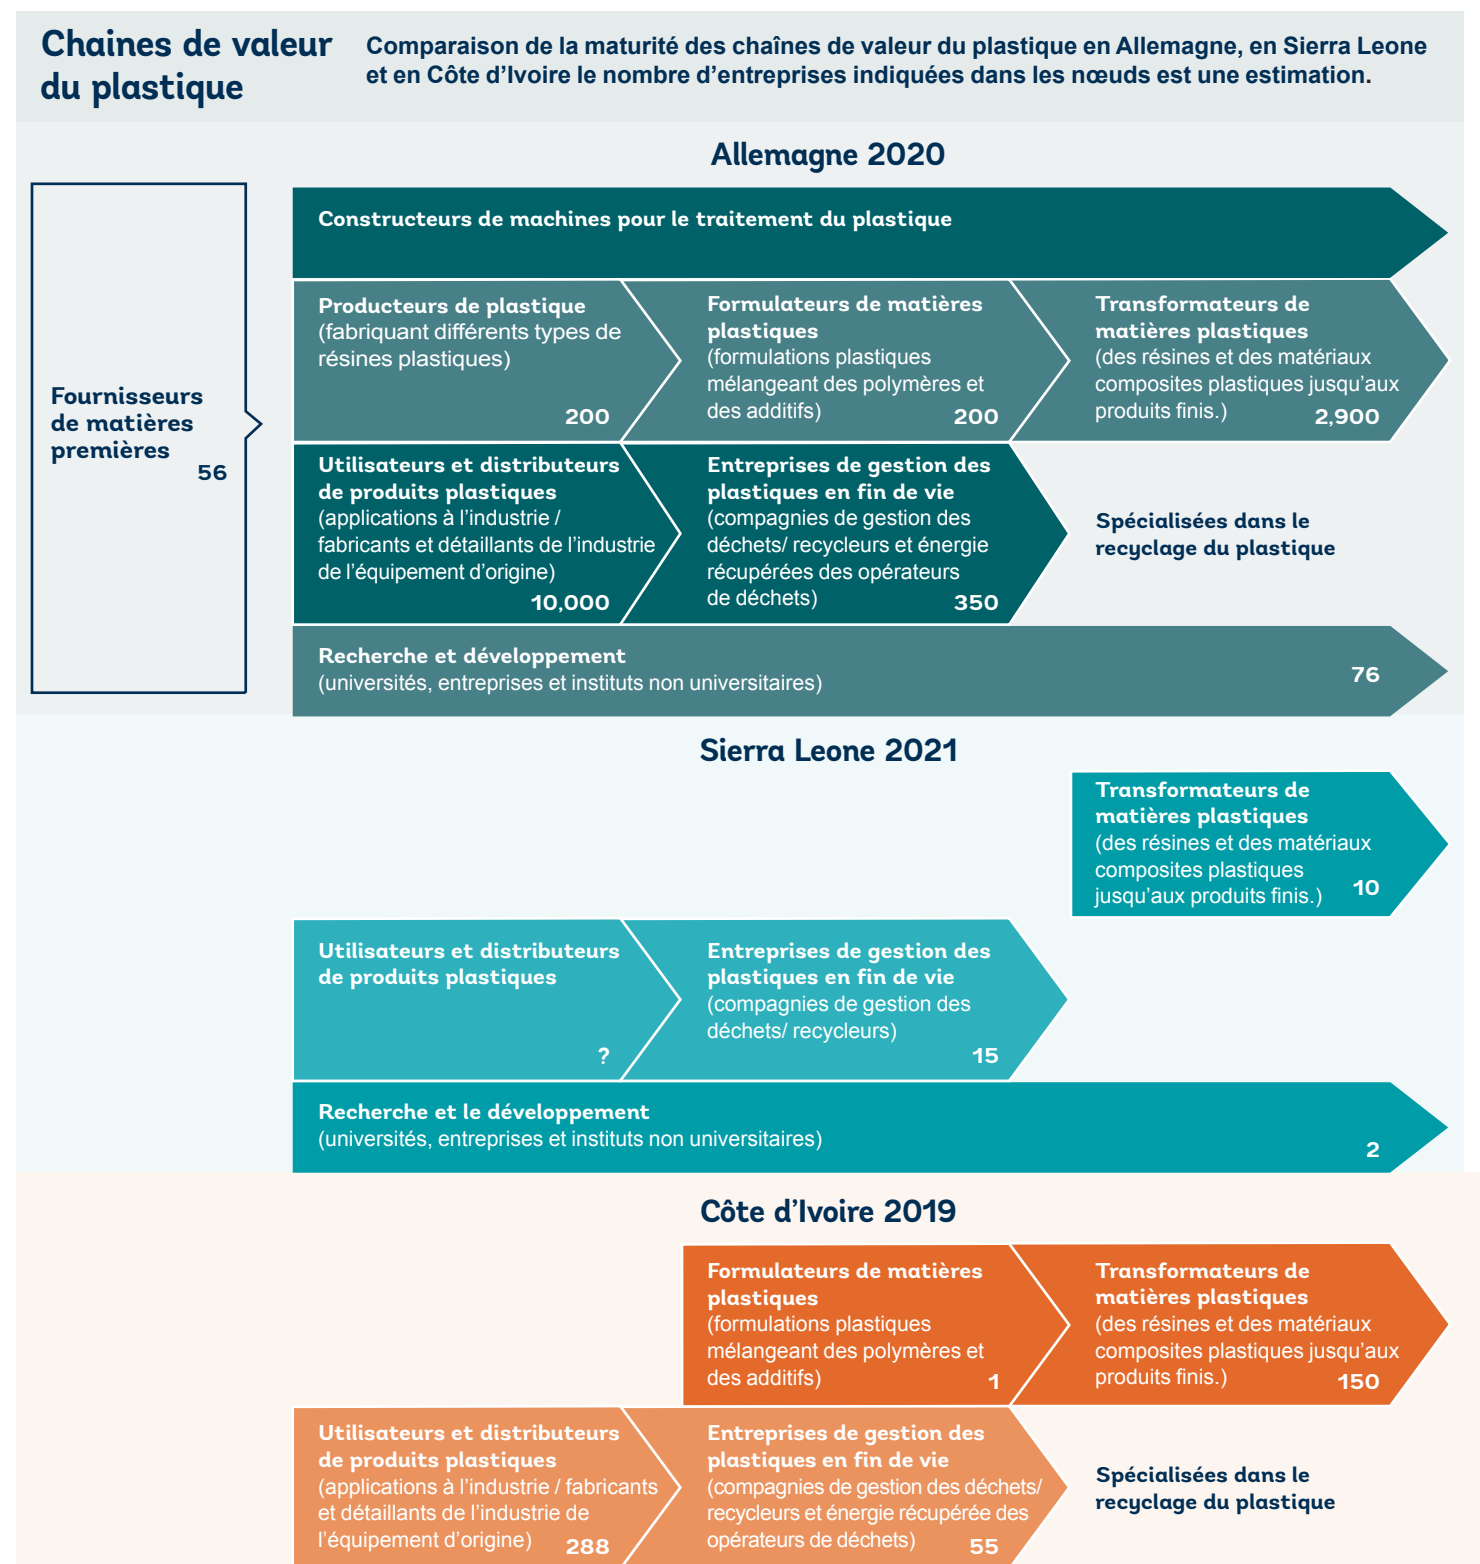 Chaines de valeur
du plastique
Comparaison de la maturité des chaînes de valeur du plastique en Allemagne, en Sierra Leone
et en Côte d’Ivoire le nombre d’entreprises indiquées dans les nœuds est une estimation.
Allemagne 2020
Fournisseurs
de matières
premières
56
Constructeurs de machines pour le traitement du plastique
Producteurs de plastique
(fabriquant différents types de
résines plastiques)
200
Formulateurs de matières
plastiques
(formulations plastiques
mélangeant des polymères et
des additifs)
200
Transformateurs de
matières plastiques
(des résines et des matériaux
composites plastiques jusqu’aux
produits finis.)
2,900
Utilisateurs et distributeurs
de produits plastiques
(applications à l’industrie /
fabricants et détaillants de l’industrie
de l’équipement d’origine)
10,000
Entreprises de gestion des
plastiques en fin de vie
(compagnies de gestion des
déchets/ recycleurs et énergie
récupérées des opérateurs
de déchets)
350
Spécialisées dans le
recyclage du plastique
Recherche et développement
(universités, entreprises et instituts non universitaires)
76
Sierra Leone 2021
Transformateurs de
matières plastiques
(des résines et des matériaux
composites plastiques
jusqu’aux produits finis.)
10
Utilisateurs et distributeurs
de produits plastiques
?
Entreprises de gestion des
plastiques en fin de vie
(compagnies de gestion des
déchets/ recycleurs)
15
Recherche et le développement
(universités, entreprises et instituts non universitaires)
2
Côte d’Ivoire 2019
Formulateurs de matières
plastiques
(formulations plastiques
mélangeant des polymères et
des additifs)
1
Transformateurs de
matières plastiques
(des résines et des matériaux
composites plastiques jusqu’aux
produits finis.)
150
Utilisateurs et distributeurs
de produits plastiques
(applications à l’industrie / fabricants
et détaillants de l’industrie de
l’équipement d’origine)
288
Entreprises de gestion des
plastiques en fin de vie
(compagnies de gestion des déchets/
recycleurs et énergie récupérée des
opérateurs de déchets)
55
Spécialisées dans le
recyclage du plastique